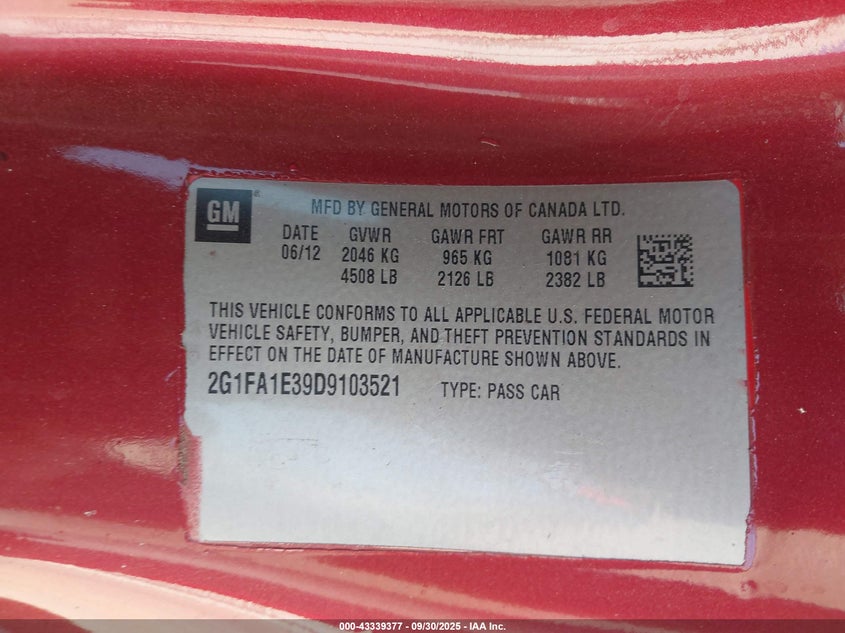 GM ®
MFD BY GENERAL MOTORS OF CANADA LTD.
DATE GVWR GAWR FRT GAWR RR
06/12 2046 KG 965 KG 1081 KG
4508 LB 2126 LB 2382 LB
THIS VEHICLE CONFORMS TO ALL APPLICABLE U.S. FEDERAL MOTOR
VEHICLE SAFETY, BUMPER, AND THEFT PREVENTION STANDARDS IN
EFFECT ON THE DATE OF MANUFACTURE SHOWN ABOVE.
2G1FA1E39D9103521 TYPE: PASS CAR
000-43339377 - 09/30/2025 - IAA Inc.